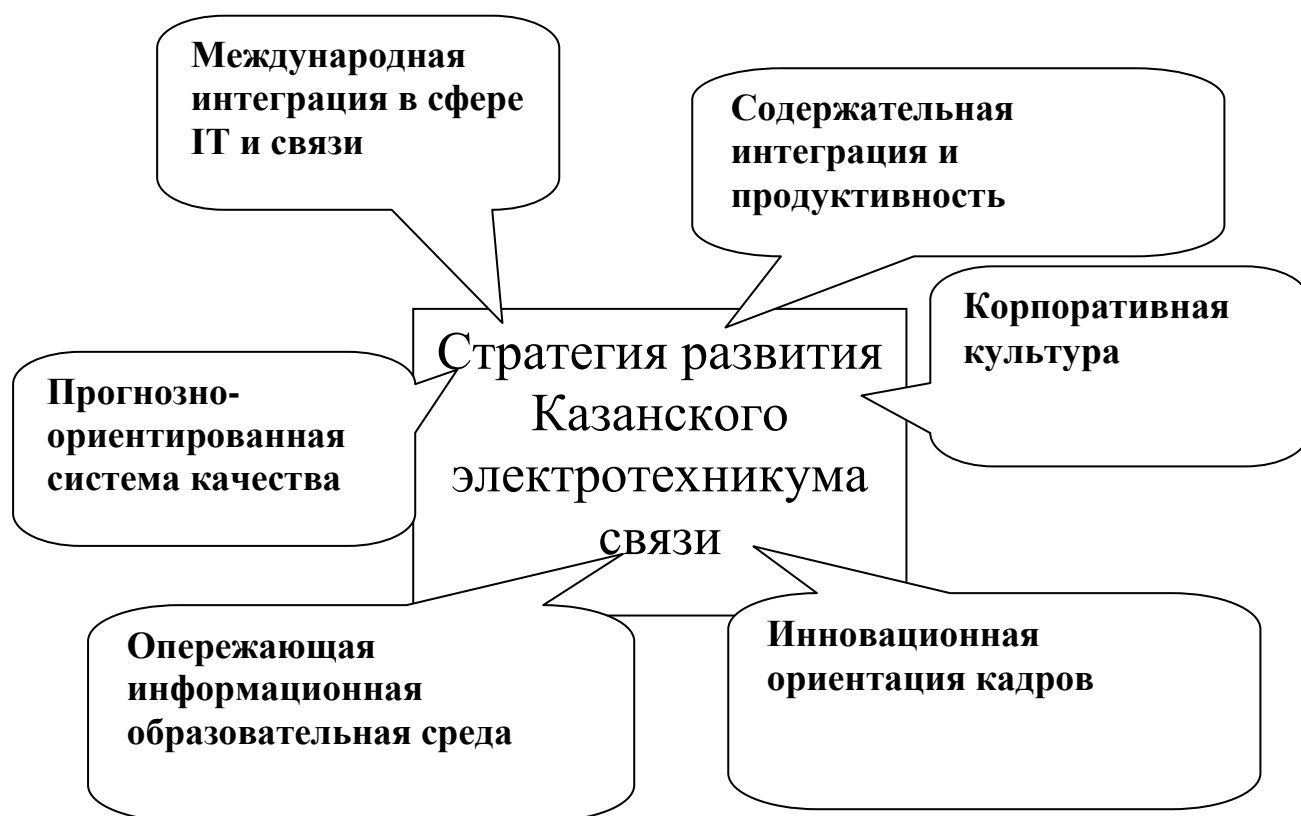 Международная
интеграция в сфере
IT и связи
Содержательная
интеграция и
продуктивность
Корпоративная
культура
Прогнозно-
ориентированная
система качества
Стратегия развития
Казанского
электротехникума
связи
Опережающая
информационная
образовательная среда
Инновационная
ориентация кадров